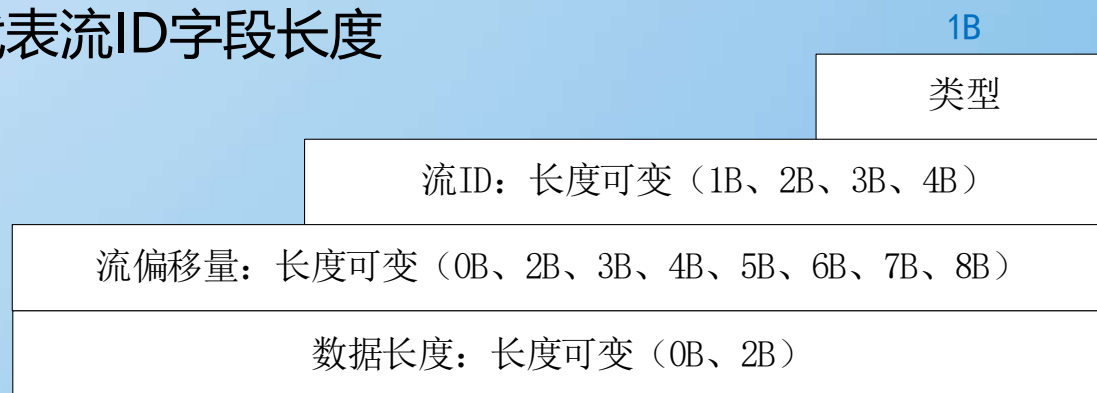 表流ID字段长度
1B
类型
流ID：长度可变（1B、2B、3B、4B）
流偏移量：长度可变（0B、2B、3B、4B、5B、6B、7B、8B）
数据长度：长度可变（0B、2B）